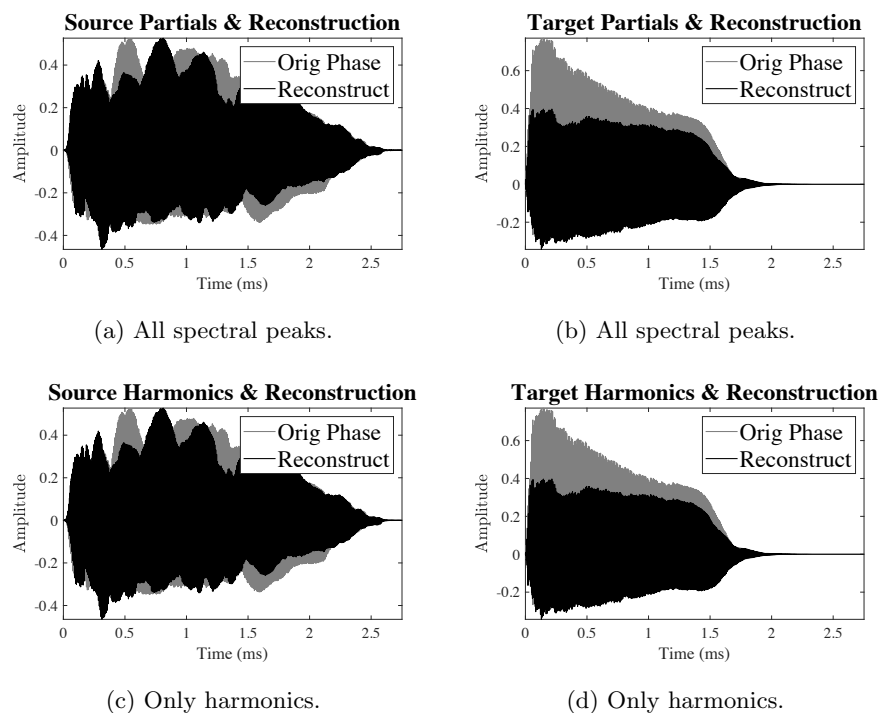 Source Partials & Reconstruction
0.4
0.2
0
-0.2
-0.4
Amplitude
Orig Phase
Reconstruct
0 0.5 1 1.5 2 2.5
Time (ms)
(a) All spectral peaks.
Target Partials & Reconstruction
0.6
0.4
0.2
0
-0.2
Amplitude
Orig Phase
Reconstruct
0 0.5 1 1.5 2 2.5
Time (ms)
(b) All spectral peaks.
Source Harmonics & Reconstruction
0.4
0.2
0
-0.2
-0.4
Amplitude
Orig Phase
Reconstruct
0 0.5 1 1.5 2 2.5
Time (ms)
(c) Only harmonics.
Target Harmonics & Reconstruction
0.6
0.4
0.2
0
-0.2
Amplitude
Orig Phase
Reconstruct
0 0.5 1 1.5 2 2.5
Time (ms)
(d) Only harmonics.